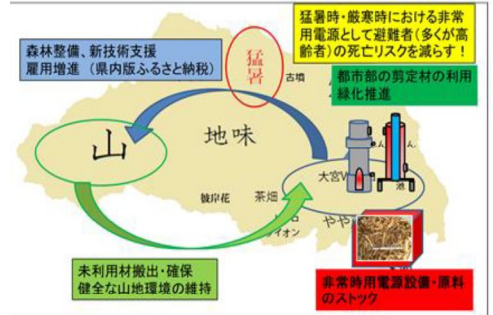 猛暑時・厳寒時における非常
用電源として避難者(多くが高
齢者)の死亡リスクを減らす!
森林整備、新技術支援
雇用増進 (県内版ふるさと納税)
猛暑
古墳
都市部の剪定材の利用
緑化推進
山
地味
大宮V
池
彼岸花
茶畑
やや
イオン
未利用材搬出・確保
健全な山地環境の維持
非常時用電源設備・原料
のストック